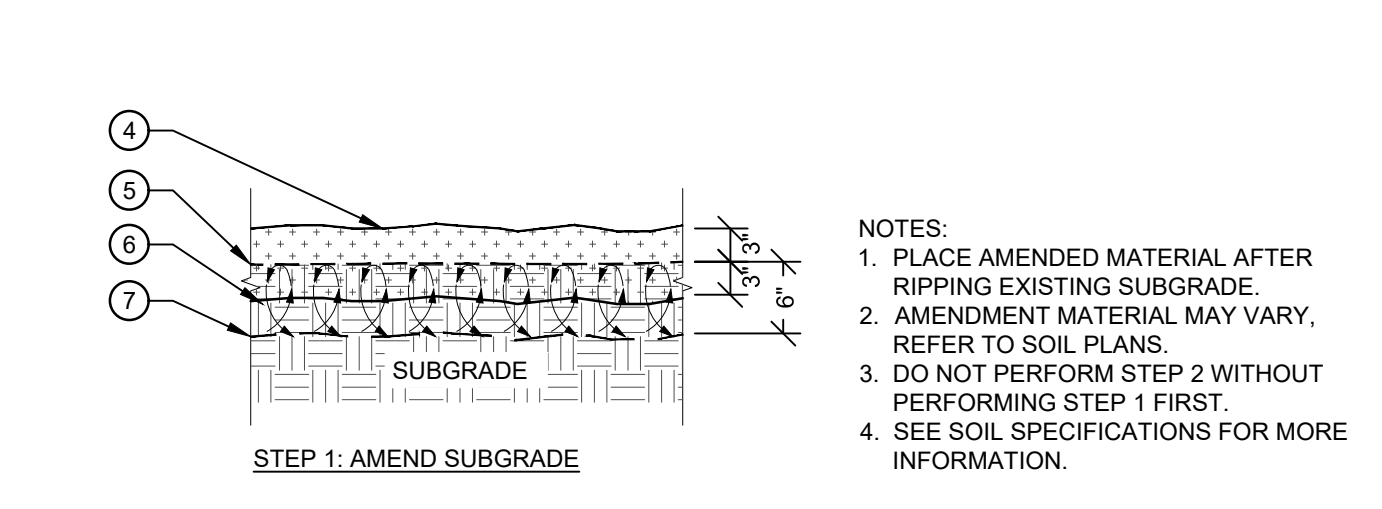 4
5
6
7
3"
3"
6"
SUBGRADE
STEP 1: AMEND SUBGRADE
NOTES:
1. PLACE AMENDED MATERIAL AFTER
RIPPING EXISTING SUBGRADE.
2. AMENDMENT MATERIAL MAY VARY,
REFER TO SOIL PLANS.
3. DO NOT PERFORM STEP 2 WITHOUT
PERFORMING STEP 1 FIRST.
4. SEE SOIL SPECIFICATIONS FOR MORE
INFORMATION.